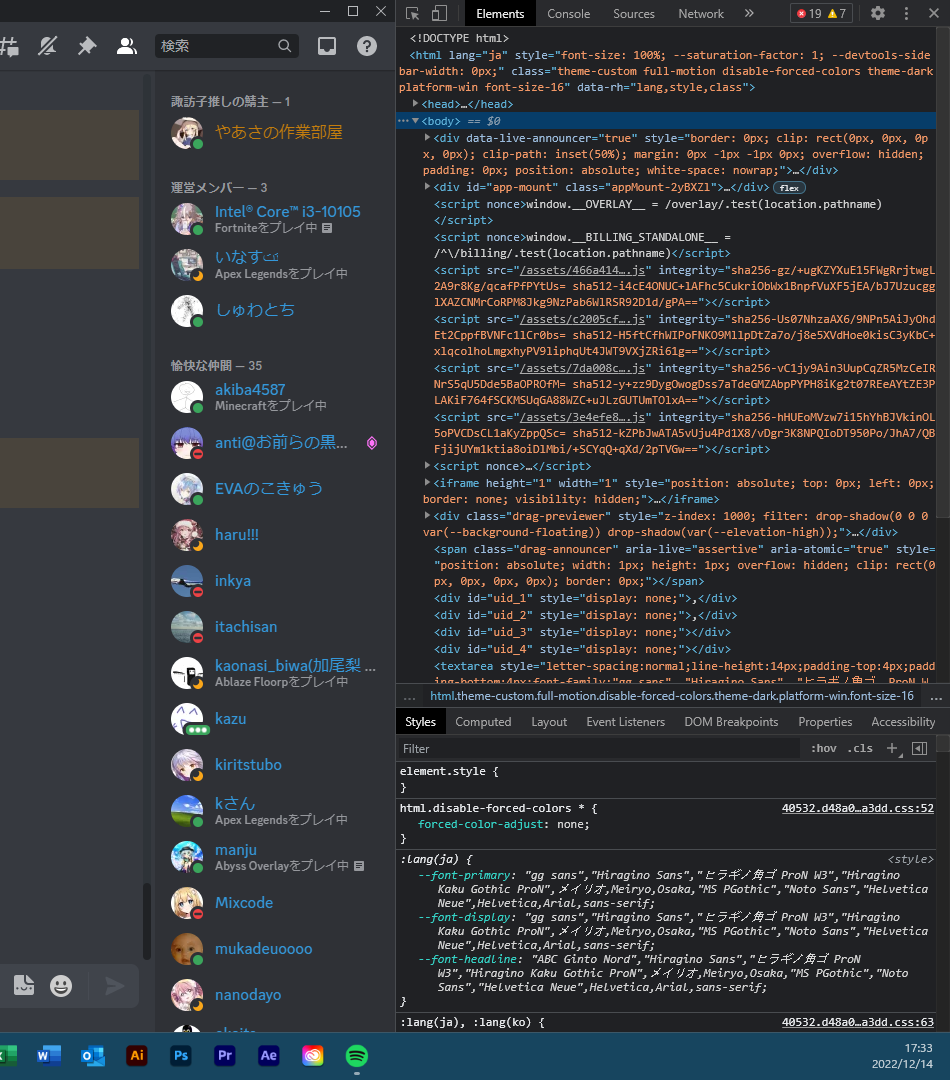 検索
諏訪子推しの鯖主 — 1
やあさの作業部屋
運営メンバー — 3
Intel® Core™ i3-10105
Fortniteをプレイ中
いなす
Apex Legendsをプレイ中
しゅわとち
愉快な仲間 — 35
akiba4587
Minecraftをプレイ中
anti@お前らの黒...
EVAのこきゅう
haru!!!
inkya
itachisan
kaonasi_biwa(加尾梨 ...
Ablaze Floorpをプレイ中
kazu
kiritstubo
kさん
Apex Legendsをプレイ中
manju
Abyss Overlayをプレイ中
Mixcode
mukadeuoooo
nanodayo
Elements Console Sources Network » 19 7
<!DOCTYPE html>
<html lang="ja" style="font-size: 100%; --saturation-factor: 1; --devtools-side
bar-width: 0px;" class="theme-custom full-motion disable-forced-colors theme-dark
platform-win font-size-16" data-rh="lang,style,class">
<head>…</head>
<body> == $0
<div data-live-announcer="true" style="border: 0px; clip: rect(0px, 0px, 0p
x, 0px); clip-path: inset(50%); margin: 0px -1px -1px 0px; overflow: hidden;
padding: 0px; position: absolute; white-space: nowrap;">…</div>
<div id="app-mount" class="appMount-2yBXZl">…</div> flex
<script nonce>window.__OVERLAY__ = /overlay/.test(location.pathname)
</script>
<script nonce>window.__BILLING_STANDALONE__ =
/^\/billing/.test(location.pathname)</script>
<script src="/assets/466a414….js" integrity="sha256-gz/+ugKZYXuE15FWgRrjtwgL
2A9r8Kg/qcafPfPYtUs= sha512-i4cE4ONUC+lAFhc5CukriObWx1BnpfVuXF5jEA/bJ7Uzucgg
lXAZCNMrCoRPM8Jkg9NzPab6WlR5R92D1d/gPA=="></script>
<script src="/assets/c2005cf….js" integrity="sha256-Us07NhzaAX6/9NPn5AiJyOhd
Et2CppfBVNFc1lCr0bs= sha512-H5ftCfhWIPoFNKO9MllpDtZa7o/j8e5XVdHoe0kisC3yKbC+
xlqcolhoLmgxhyPV9liphqUt4JWT9VXjZRi61g=="></script>
<script src="/assets/7da008c….js" integrity="sha256-vC1jy9Ain3UupCqZR5MzCeIR
NrS5qU5Dde5BaOPROfM= sha512-y+zz9DygOwogDss7aTdeGMZAbpPYPH8iKg2t07REeAYtZE3P
LAKiF764fSCKMSUqGA88WZC+uJLzGUTUmTOlxA=="></script>
<script src="/assets/3e4efe8….js" integrity="sha256-hHUEoMVzw7i15hYhBJVkinOL
5oPVCDsCL1aKyZppQSc= sha512-kZPbJwATA5vUju4Pd1X8/vDgr3K8NPQIoDT950Po/JhA7/QB
FjijUYm1ktia8oiDlMbi/+SCYqQ+qXd/2pTVGw=="></script>
<script nonce>…</script>
<iframe height="1" width="1" style="position: absolute; top: 0px; left: 0px;
border: none; visibility: hidden;">…</iframe>
<div class="drag-previewer" style="z-index: 1000; filter: drop-shadow(0 0 0
var(--background-floating)) drop-shadow(var(--elevation-high));">…</div>
<span class="drag-announcer" aria-live="assertive" aria-atomic="true" style=
"position: absolute; width: 1px; height: 1px; overflow: hidden; clip: rect(0
px, 0px, 0px, 0px); border: 0px;"></span>
<div id="uid_1" style="display: none;">,</div>
<div id="uid_2" style="display: none;">,</div>
<div id="uid_3" style="display: none;"></div>
<div id="uid_4" style="display: none;"></div>
<textarea style="letter-spacing:normal;line-height:14px;padding-top:4px;padd
ing-bottom:4px;font-family:"gg sans", "Hiragino Sans", "ヒラギノ角ゴ ProN W
... html.theme-custom.full-motion.disable-forced-colors.theme-dark.platform-win.font-size-16 ...
Styles Computed Layout Event Listeners DOM Breakpoints Properties Accessibility
Filter :hov .cls +
element.style {
}
html.disable-forced-colors * { 40532.d48a0…a3dd.css:52
forced-color-adjust: none;
}
:lang(ja) { <style>
--font-primary: "gg sans","Hiragino Sans","ヒラギノ角ゴ ProN W3","Hiragino
Kaku Gothic ProN",メイリオ,Meiryo,Osaka,"MS PGothic","Noto Sans","Helvetica
Neue",Helvetica,Arial,sans-serif;
--font-display: "gg sans","Hiragino Sans","ヒラギノ角ゴ ProN W3","Hiragino
Kaku Gothic ProN",メイリオ,Meiryo,Osaka,"MS PGothic","Noto Sans","Helvetica
Neue",Helvetica,Arial,sans-serif;
--font-headline: "ABC Ginto Nord","Hiragino Sans","ヒラギノ角ゴ ProN
W3","Hiragino Kaku Gothic ProN",メイリオ,Meiryo,Osaka,"MS PGothic","Noto
Sans","Helvetica Neue",Helvetica,Arial,sans-serif;
}
:lang(ja), :lang(ko) { 40532.d48a0…a3dd.css:63
Ai Ps Pr Ae
17:33
2022/12/14